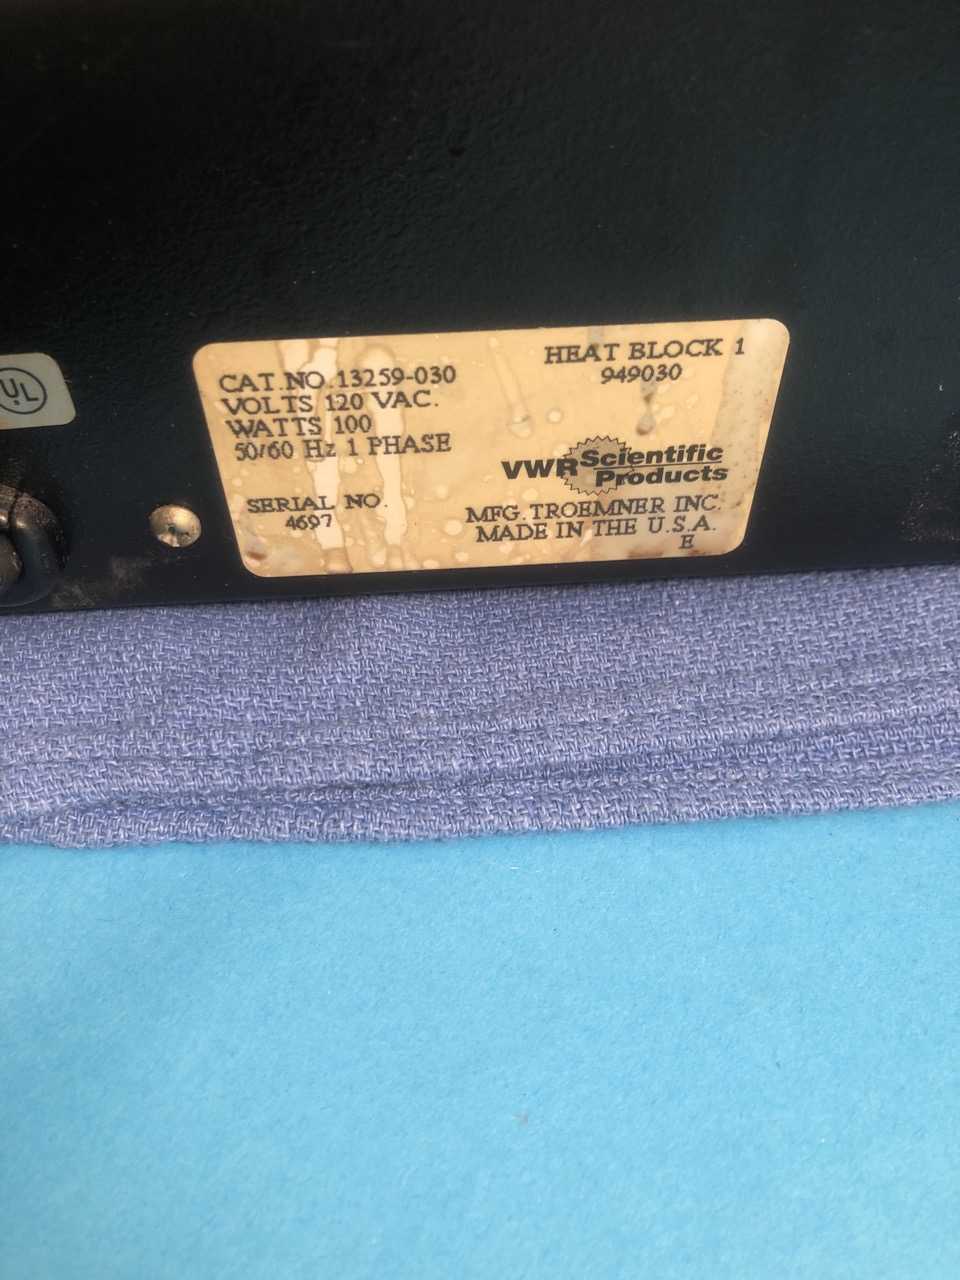 UL
CAT.NO.13259-030
VOLTS 120 VAC.
WATTS 100
50/60 Hz 1 PHASE
SERIAL NO.
4697
HEAT BLOCK 1
949030
VWR Scientific
Products
MFG.TROEMNER INC.
MADE IN THE U.S.A.
E